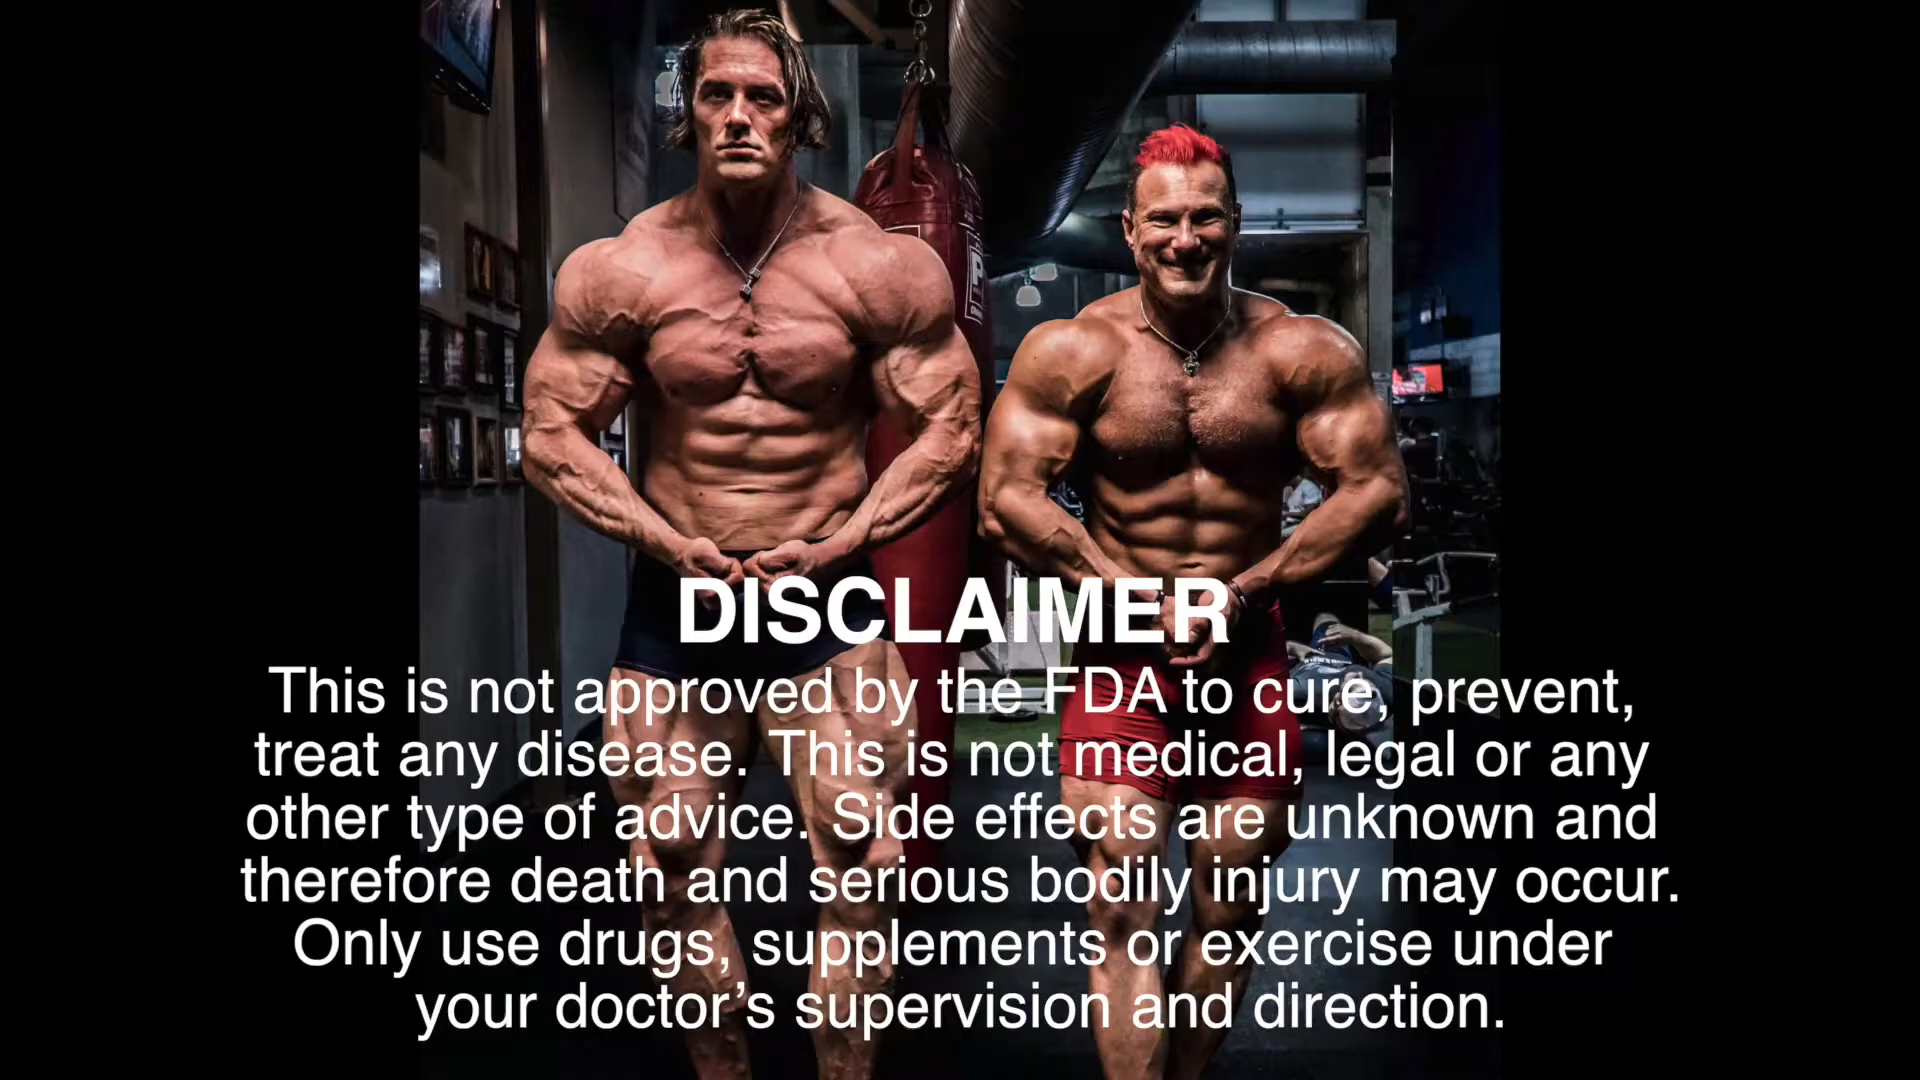 DISCLAIMER
This is not approved by the FDA to cure, prevent,
treat any disease. This is not medical, legal or any
other type of advice. Side effects are unknown and
therefore death and serious bodily injury may occur.
Only use drugs, supplements or exercise under
your doctor’s supervision and direction.